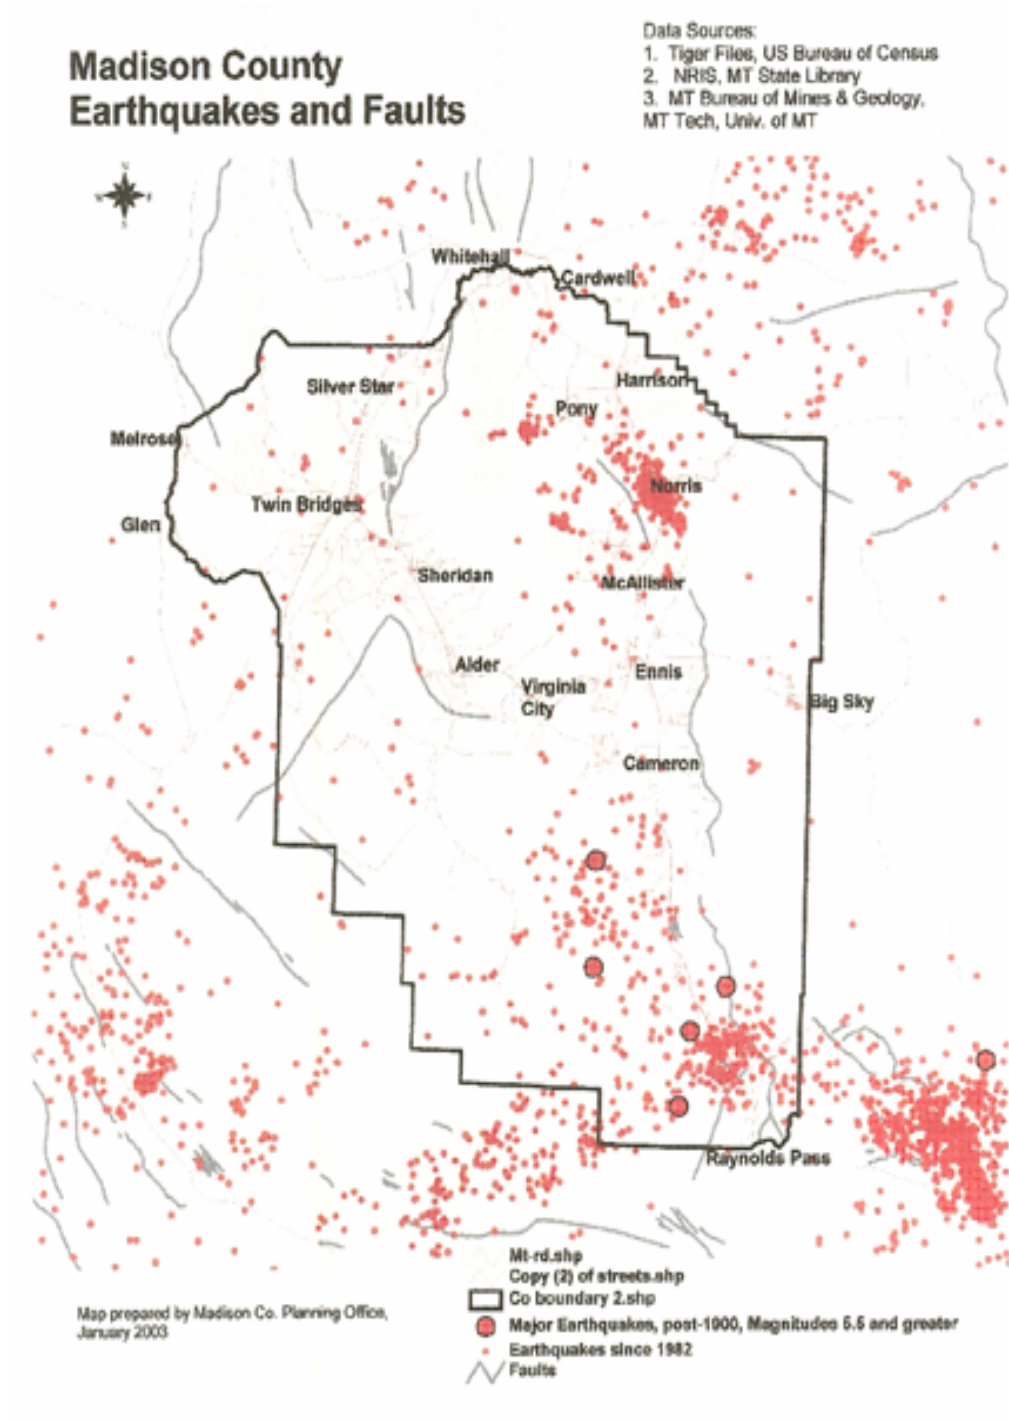 Madison County
Earthquakes and Faults
Data Sources:
1. Tiger Files, US Bureau of Census
2. NRIS, MT State Library
3. MT Bureau of Mines & Geology,
MT Tech, Univ. of MT
N
Whitehall
Cardwell
Silver Star
Harrison
Pony
Melrose
Norris
Twin Bridges
Glen
Sheridan
McAllister
Alder
Ennis
Virginia
City
Big Sky
Cameron
Raynolds Pass
Mt-rd.shp
Copy (2) of streets.shp
Co boundary 2.shp
Major Earthquakes, post-1900, Magnitudes 5.5 and greater
Earthquakes since 1982
Faults
Map prepared by Madison Co. Planning Office,
January 2003